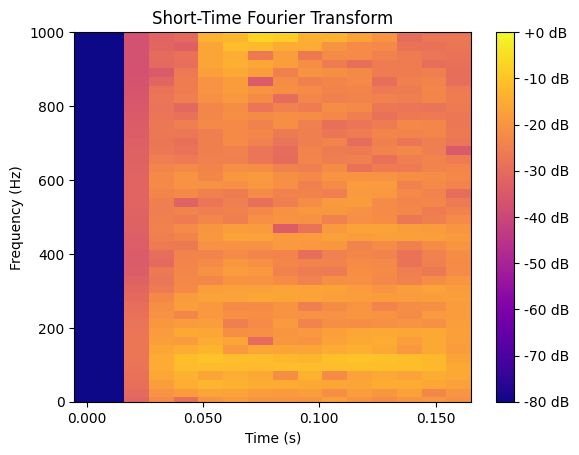 Short-Time Fourier Transform
1000
800
600
400
200
0
Frequency (Hz)
0.000
0.050
0.100
0.150
Time (s)
+0 dB
-10 dB
-20 dB
-30 dB
-40 dB
-50 dB
-60 dB
-70 dB
-80 dB